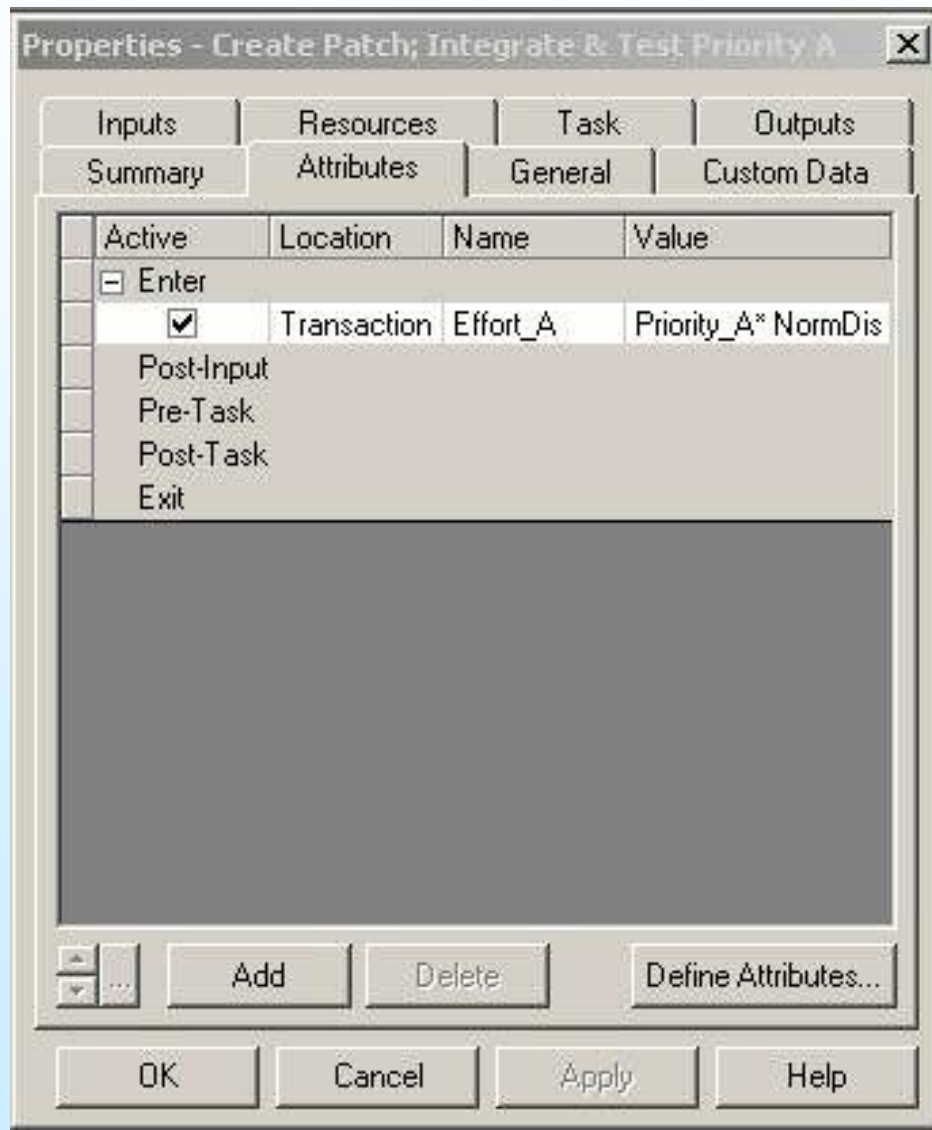 Properties - Create Patch; Integrate & Test Priority A
Inputs Resources Task Outputs
Summary Attributes General Custom Data
Active Location Name Value
Enter
Transaction Effort_A Priority_A* NormDis
Post-Input
Pre-Task
Post-Task
Exit
... Add Delete Define Attributes...
OK Cancel Apply Help